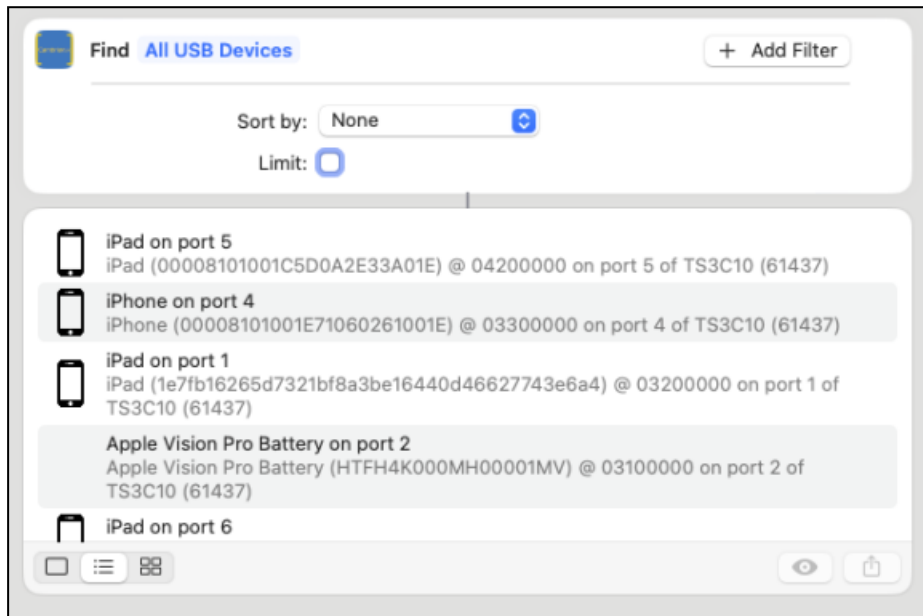 Find All USB Devices
+ Add Filter
Sort by: None
Limit:
iPad on port 5
iPad (00008101001C5D0A2E33A01E) @ 04200000 on port 5 of TS3C10 (61437)
iPhone on port 4
iPhone (00008101001E71060261001E) @ 03300000 on port 4 of TS3C10 (61437)
iPad on port 1
iPad (1e7fb16265d7321bf8a3be16440d46627743e6a4) @ 03200000 on port 1 of
TS3C10 (61437)
Apple Vision Pro Battery on port 2
Apple Vision Pro Battery (HTFH4K000MH00001MV) @ 03100000 on port 2 of
TS3C10 (61437)
iPad on port 6